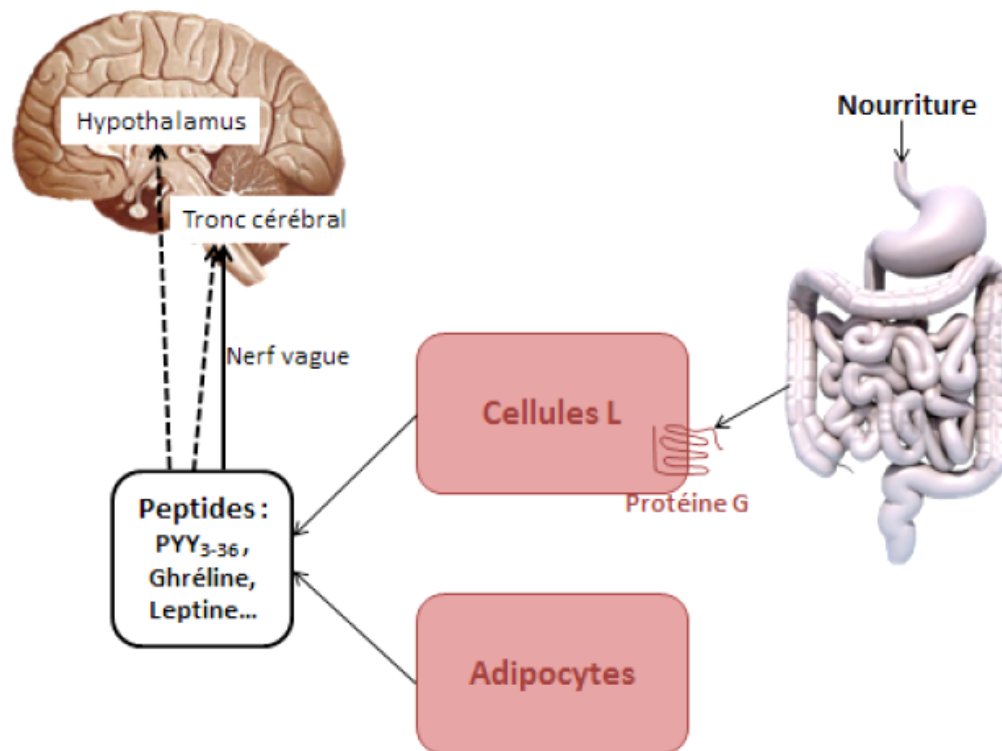 Hypothalamus
Nourriture
Tronc cérébral
Nerf vague
Cellules L
Protéine G
Peptides :
PYY3-36,
Ghréline,
Leptine...
Adipocytes